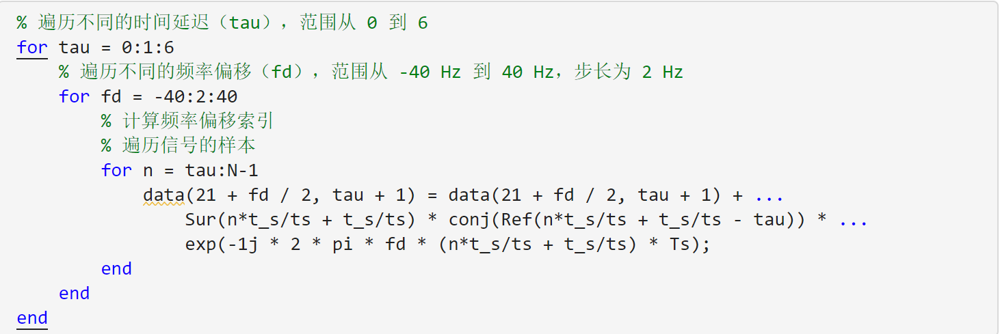 % 遍历不同的时间延迟（tau），范围从 0 到 6
for tau = 0:1:6
% 遍历不同的频率偏移（fd），范围从 -40 Hz 到 40 Hz，步长为 2 Hz
for fd = -40:2:40
% 计算频率偏移索引
% 遍历信号的样本
for n = tau:N-1
data(21 + fd / 2, tau + 1) = data(21 + fd / 2, tau + 1) + ...
Sur(n*t_s/ts + t_s/ts) * conj(Ref(n*t_s/ts + t_s/ts - tau)) * ...
exp(-1j * 2 * pi * fd * (n*t_s/ts + t_s/ts) * Ts);
end
end
end